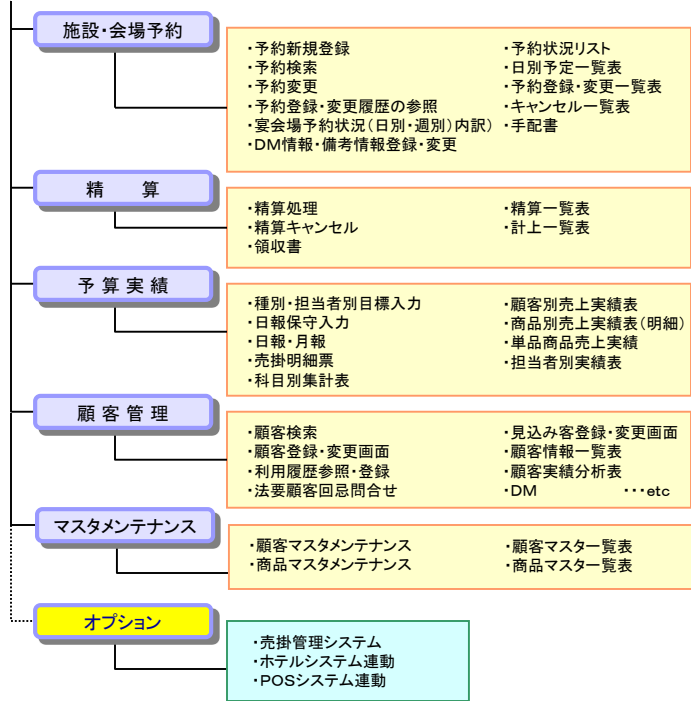 施設・会場予約
・予約新規登録
・予約検索
・予約変更
・予約登録・変更履歴の参照
・宴会場予約状況(日別・週別)内訳)
・DM情報・備考情報登録・変更
・予約状況リスト
・日別予定一覧表
・予約登録・変更一覧表
・キャンセル一覧表
・手配書
精　算
・精算処理
・精算キャンセル
・領収書
・精算一覧表
・計上一覧表
予算実績
・種別・担当者別目標入力
・日報保守入力
・日報・月報
・売掛明細票
・科目別集計表
・顧客別売上実績表
・商品別売上実績表(明細)
・単品商品売上実績
・担当者別実績表
顧客管理
・顧客検索
・顧客登録・変更画面
・利用履歴参照・登録
・法要顧客回忌問合せ
・見込み客登録・変更画面
・顧客情報一覧表
・顧客実績分析表
・DM　　　・・・etc
マスタメンテナンス
・顧客マスタメンテナンス
・商品マスタメンテナンス
・顧客マスター覧表
・商品マスター覧表
オプション
・売掛管理システム
・ホテルシステム連動
・POSシステム連動